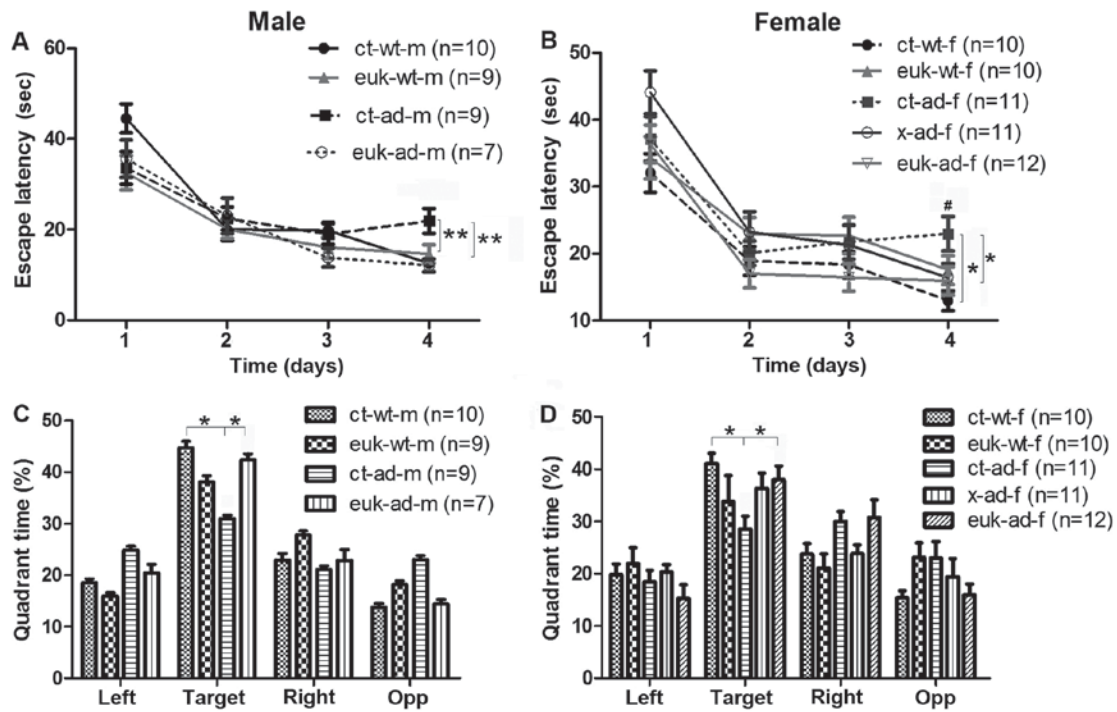 Male
A
60
40
20
0
Escape latency (sec)
1 2 3 4
Time (days)
ct-wt-m (n=10)
euk-wt-m (n=9)
ct-ad-m (n=9)
euk-ad-m (n=7)
** **
Female
B
50
40
30
20
10
Escape latency (sec)
1 2 3 4
Time (days)
ct-wt-f (n=10)
euk-wt-f (n=10)
ct-ad-f (n=11)
x-ad-f (n=11)
euk-ad-f (n=12)
#
* *
C
50
40
30
20
10
0
Quadrant time (%)
Left Target Right Opp
* *
ct-wt-m (n=10)
euk-wt-m (n=9)
ct-ad-m (n=9)
euk-ad-m (n=7)
D
50
40
30
20
10
0
Quadrant time (%)
Left Target Right Opp
* *
ct-wt-f (n=10)
euk-wt-f (n=10)
ct-ad-f (n=11)
x-ad-f (n=11)
euk-ad-f (n=12)